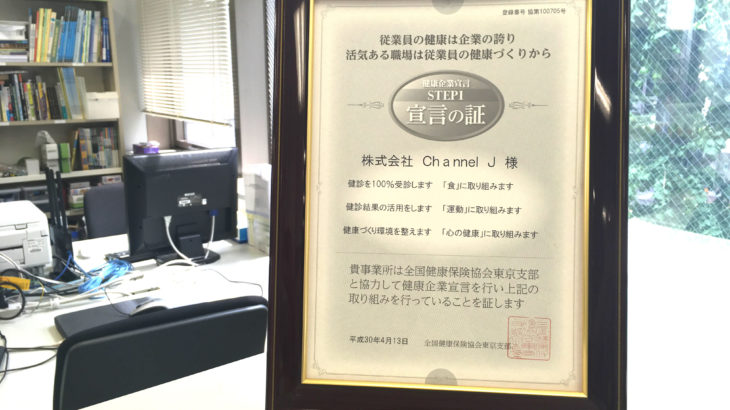 登録番号 協第100705号
従業員の健康は企業の誇り
活気ある職場は従業員の健康づくりから
健康企業宣言
STEP1
宣言の証
株式会社 Channel J 様
健診を100%受診します 「食」に取り組みます
健診結果の活用をします 「運動」に取り組みます
健康づくり環境を整えます 「心の健康」に取り組みます
貴事業所は全国健康保険協会東京支部
と協力して健康企業宣言を行い上記の
取り組みを行っていることを証します
平成30年4月13日 全国健康保険協会東京支部